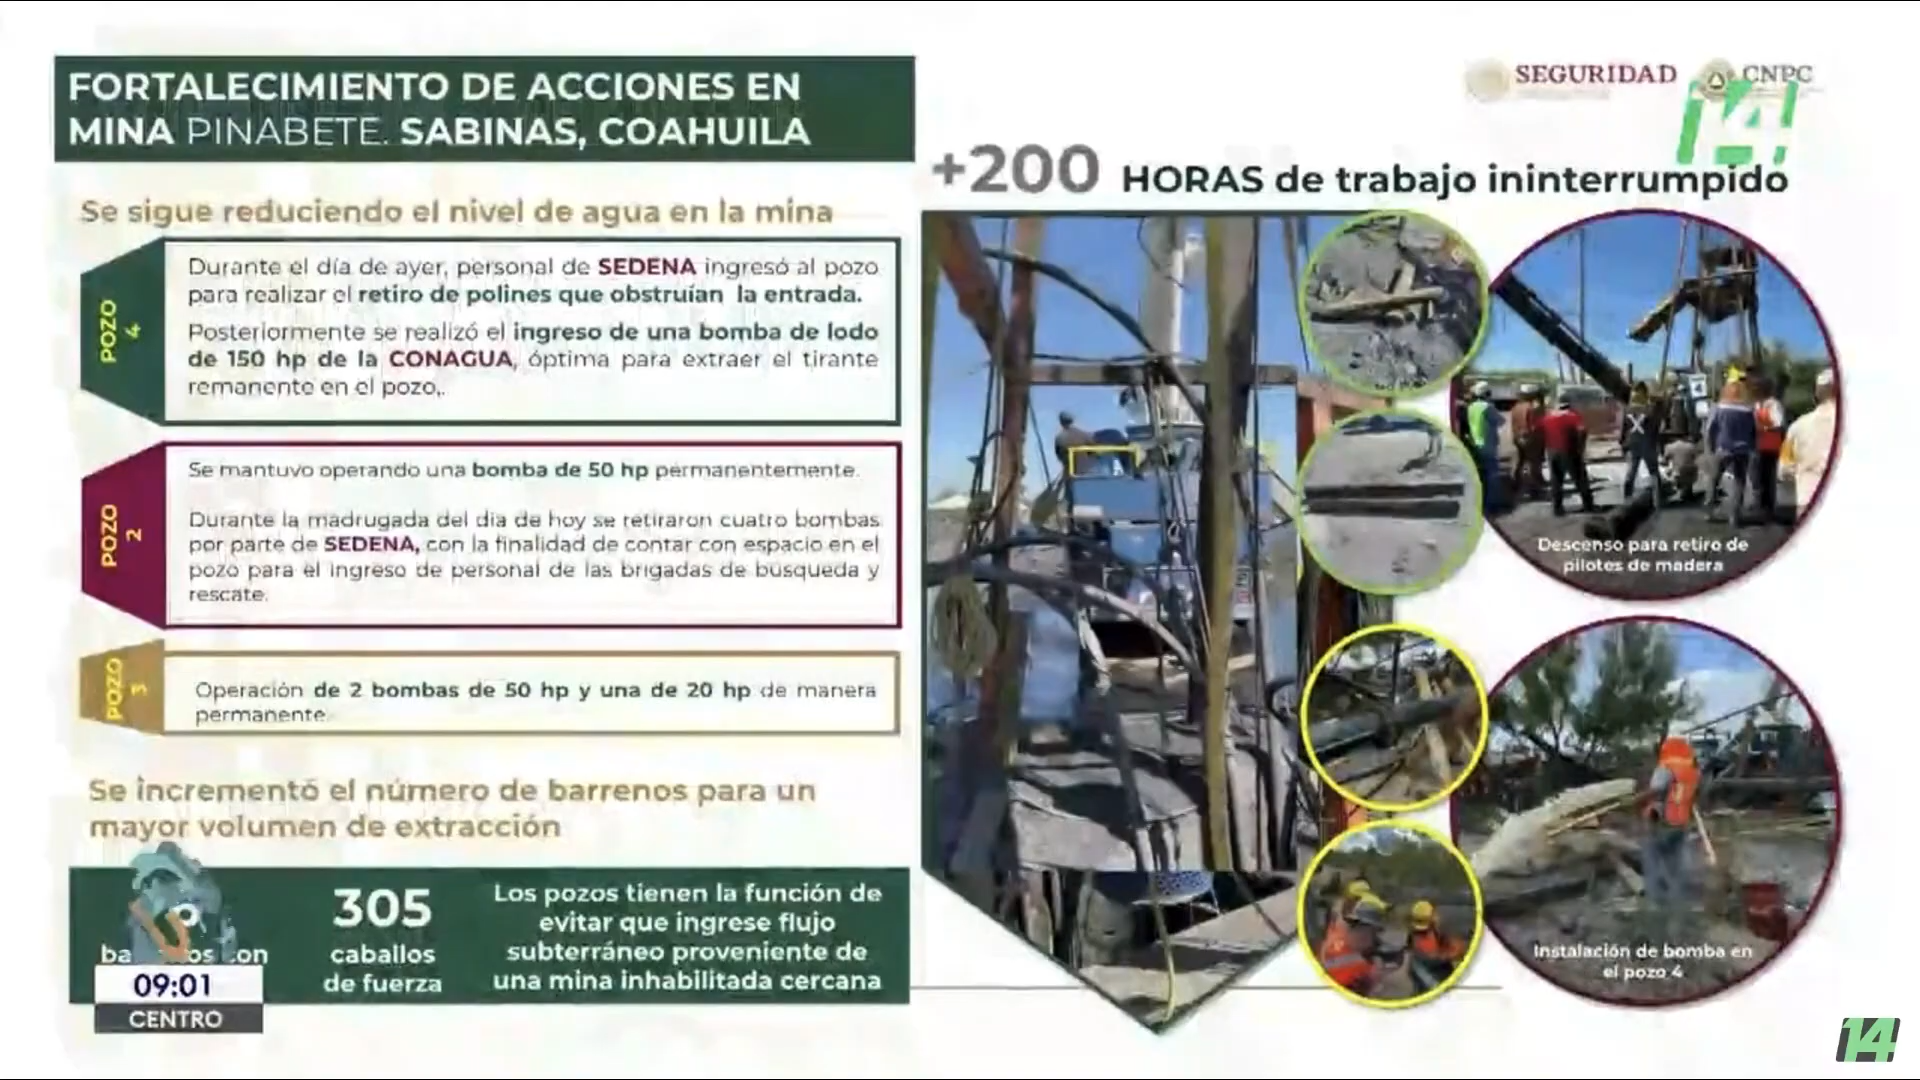 FORTALECIMIENTO DE ACCIONES EN
MINA PINABETE. SABINAS, COAHUILA
SEGURIDAD
CNPC
14
+200 HORAS de trabajo ininterrumpido
Se sigue reduciendo el nivel de agua en la mina
POZO
4
Durante el día de ayer, personal de SEDENA ingresó al pozo
para realizar el retiro de polines que obstruían la entrada.
Posteriormente se realizó el ingreso de una bomba de lodo
de 150 hp de la CONAGUA, óptima para extraer el tirante
remanente en el pozo,.
POZO
2
Se mantuvo operando una bomba de 50 hp permanentemente.
Durante la madrugada del dia de hoy se retiraron cuatro bombas
por parte de SEDENA, con la finalidad de contar con espacio en el
pozo para el ingreso de personal de las brigadas de búsqueda y
rescate.
POZO
3
Operación de 2 bombas de 50 hp y una de 20 hp de manera
permanente.
Se incrementó el número de barrenos para un
mayor volumen de extracción
305
caballos
de fuerza
Los pozos tienen la función de
evitar que ingrese flujo
subterráneo proveniente de
una mina inhabilitada cercana
09:01
CENTRO
4
Descenso para retiro de
pilotes de madera
Instalación de bomba en
el pozo 4
14